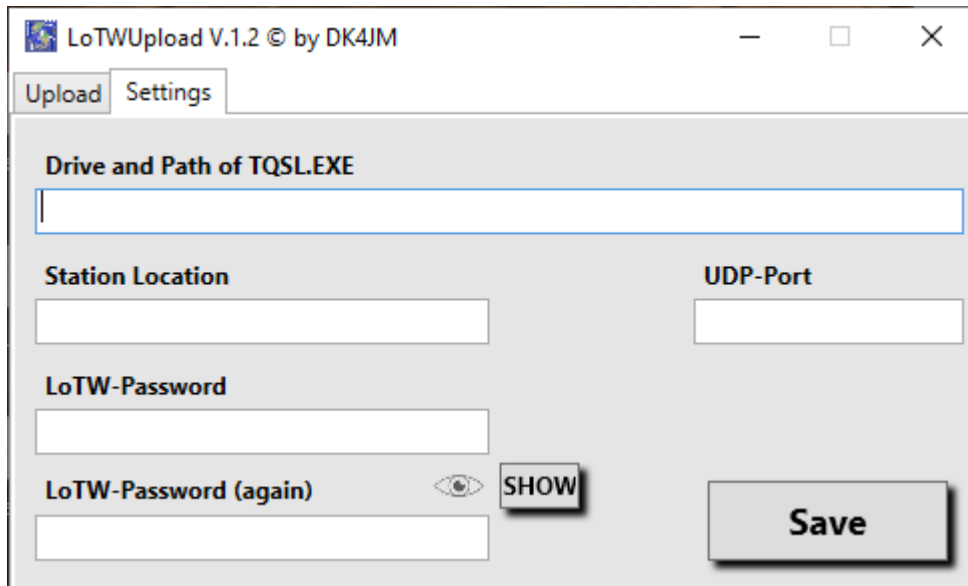 LoTWUpload V.1.2 © by DK4JM
Upload Settings
Drive and Path of TQSL.EXE
Station Location UDP-Port
LoTW-Password
LoTW-Password (again) SHOW
Save